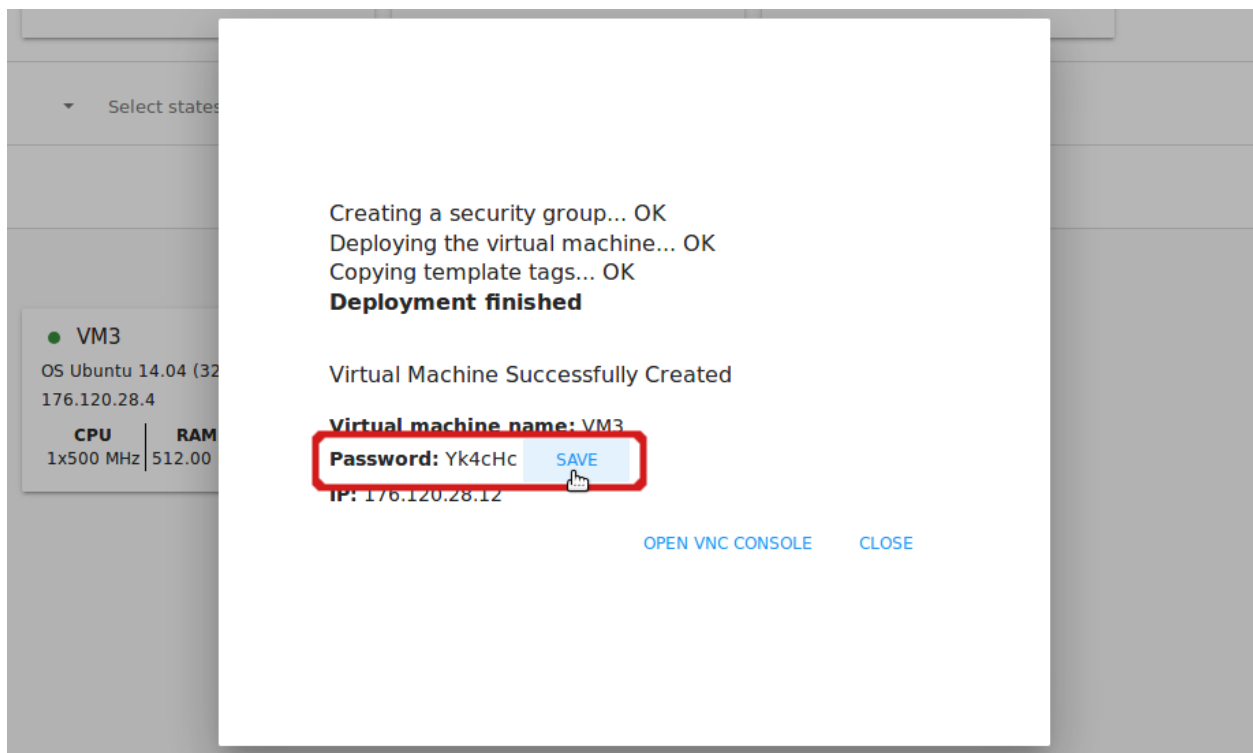 Select states
VM3
OS Ubuntu 14.04 (32
176.120.28.4
CPU RAM
1x500 MHz 512.00
Creating a security group... OK
Deploying the virtual machine... OK
Copying template tags... OK
Deployment finished
Virtual Machine Successfully Created
Virtual machine name: VM3
Password: Yk4cHc SAVE
IP: 176.120.28.12
OPEN VNC CONSOLE CLOSE